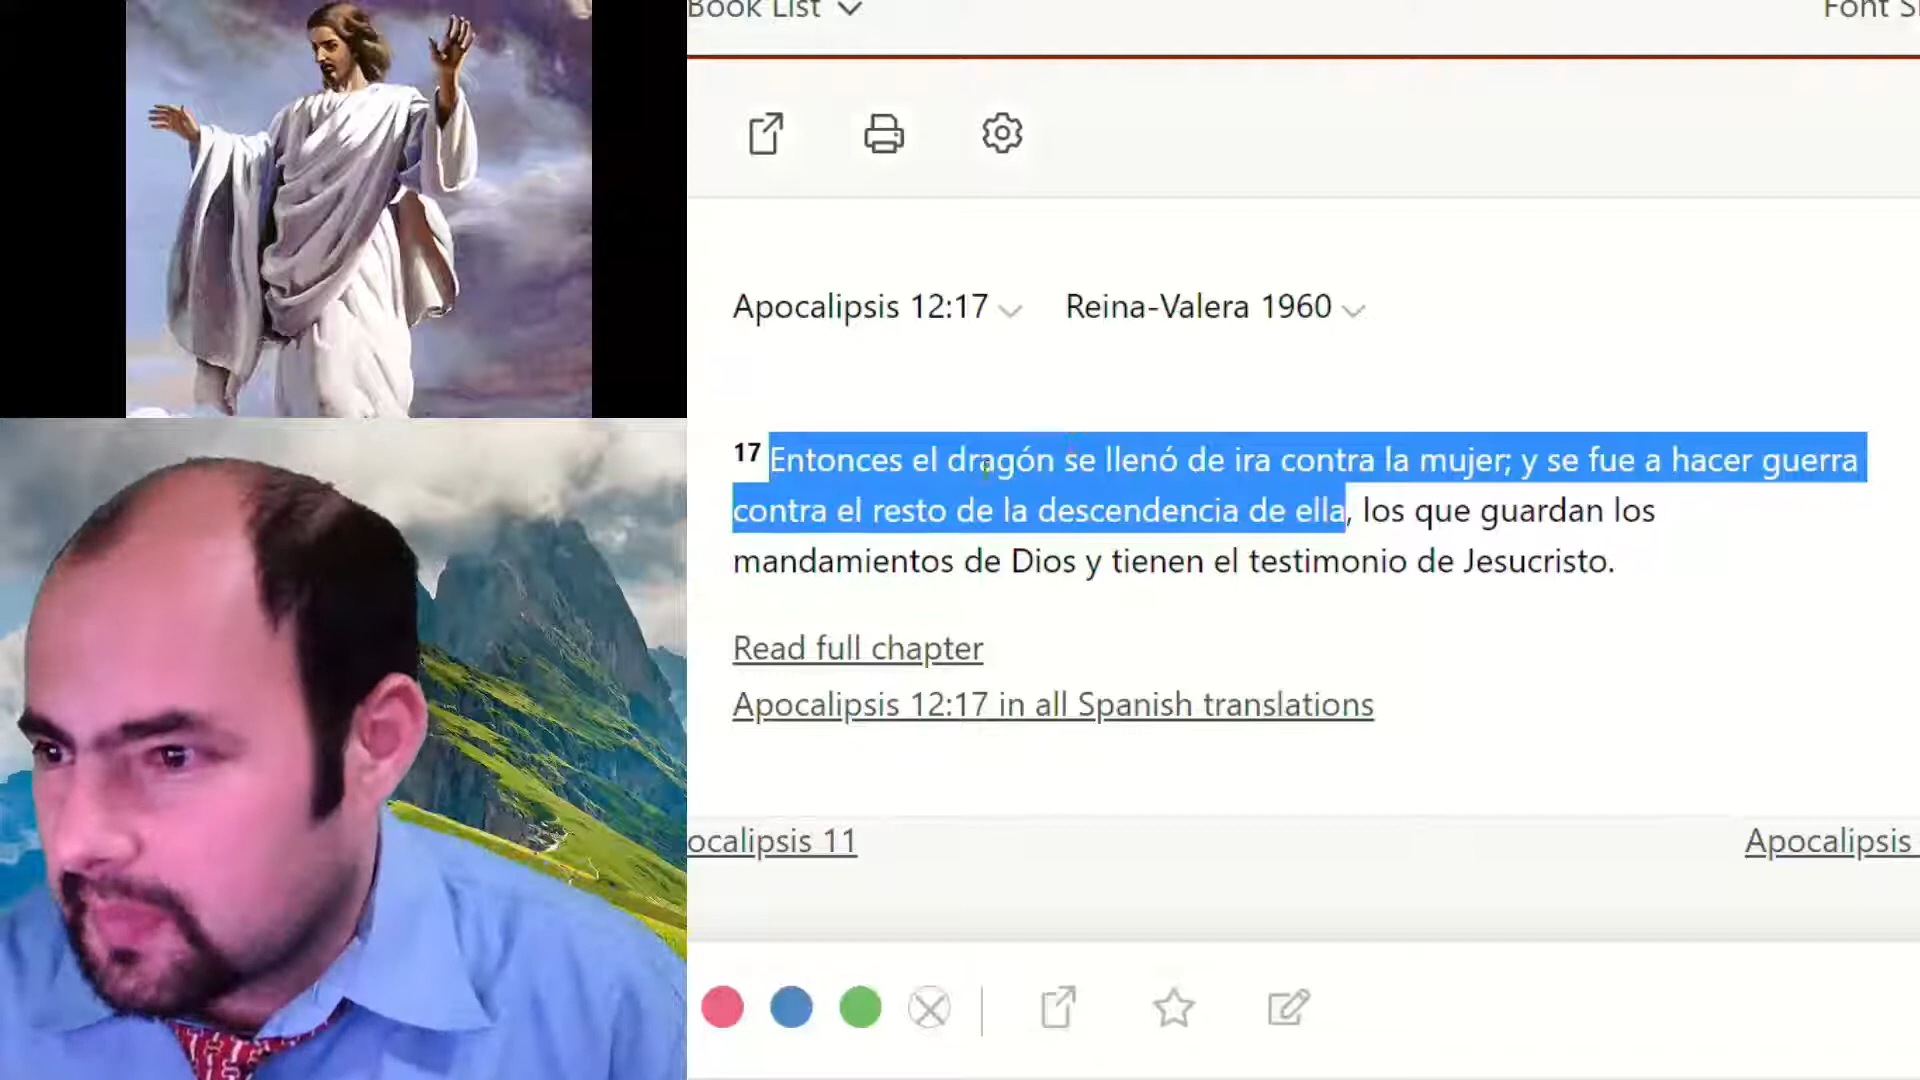 Book List
Font S
Apocalipsis 12:17 Reina-Valera 1960
17 Entonces el dragón se llenó de ira contra la mujer; y se fue a hacer guerra
contra el resto de la descendencia de ella, los que guardan los
mandamientos de Dios y tienen el testimonio de Jesucristo.
Read full chapter
Apocalipsis 12:17 in all Spanish translations
ocalipsis 11
Apocalipsis